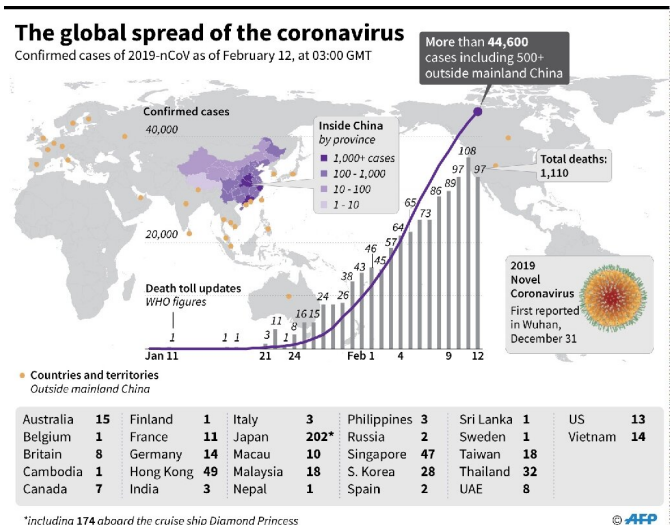 The global spread of the coronavirus
Confirmed cases of 2019-nCoV as of February 12, at 03:00 GMT
More than 44,600
cases including 500+
outside mainland China
Confirmed cases
40,000
20,000
Inside China
by province
1,000+ cases
100 - 1,000
10 - 100
1 - 10
Total deaths:
1,110
Death toll updates
WHO figures
1
1 1
3
11
1
8
16
15
24
26
38
43
46
45
57
64
65
73
86
89
97
108
97
Jan 11
21
24
Feb 1
4
9
12
2019
Novel
Coronavirus
First reported
in Wuhan,
December 31
Countries and territories
Outside mainland China
Australia 15
Belgium 1
Britain 8
Cambodia 1
Canada 7
Finland 1
France 11
Germany 14
Hong Kong 49
India 3
Italy 3
Japan 202*
Macau 10
Malaysia 18
Nepal 1
Philippines 3
Russia 2
Singapore 47
S. Korea 28
Spain 2
Sri Lanka 1
Sweden 1
Taiwan 18
Thailand 32
UAE 8
US 13
Vietnam 14
*including 174 aboard the cruise ship Diamond Princess
© AFP